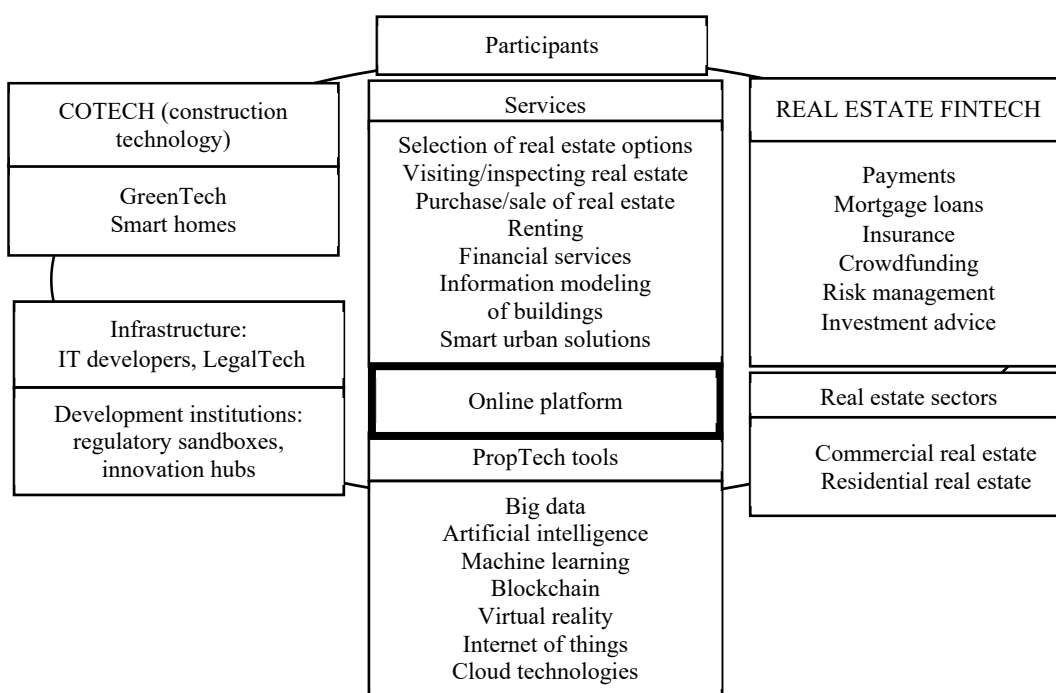 Participants
COTECH (construction
technology)
GreenTech
Smart homes
Infrastructure:
IT developers, LegalTech
Development institutions:
regulatory sandboxes,
innovation hubs
Services
Selection of real estate options
Visiting/inspecting real estate
Purchase/sale of real estate
Renting
Financial services
Information modeling
of buildings
Smart urban solutions
Online platform
PropTech tools
Big data
Artificial intelligence
Machine learning
Blockchain
Virtual reality
Internet of things
Cloud technologies
REAL ESTATE FINTECH
Payments
Mortgage loans
Insurance
Crowdfunding
Risk management
Investment advice
Real estate sectors
Commercial real estate
Residential real estate